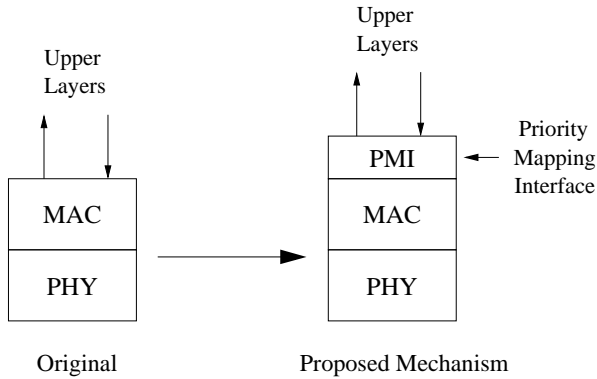 Upper
Layers
MAC
PHY
Original
Upper
Layers
PMI
MAC
PHY
Priority
Mapping
Interface
Proposed Mechanism